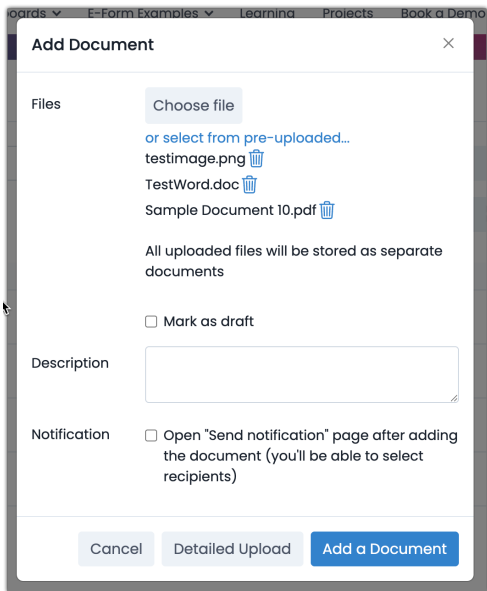 oards E-Form Examples Learning Projects Book a Demo
Add Document
Files
Choose file
or select from pre-uploaded...
testimage.png
TestWord.doc
Sample Document 10.pdf
All uploaded files will be stored as separate
documents
Mark as draft
Description
Notification
Open "Send notification" page after adding
the document (you'll be able to select
recipients)
Cancel Detailed Upload Add a Document